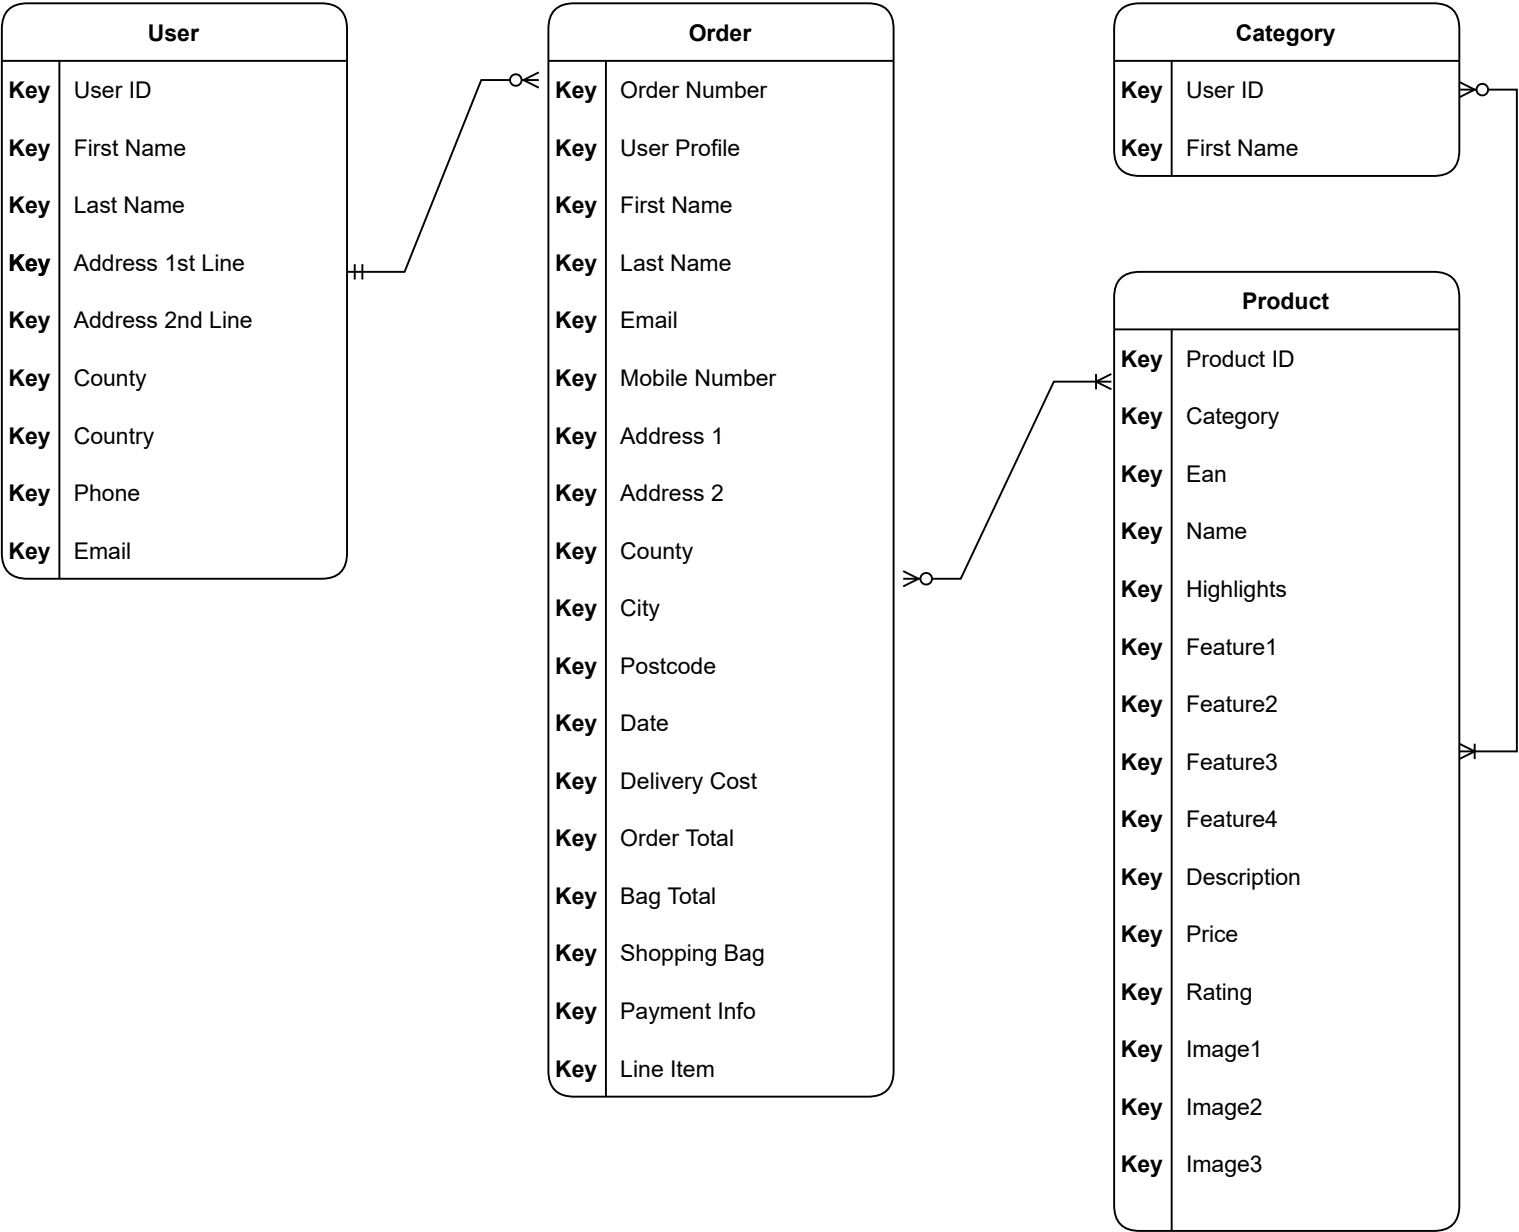 User
Key User ID
Key First Name
Key Last Name
Key Address 1st Line
Key Address 2nd Line
Key County
Key Country
Key Phone
Key Email
Order
Key Order Number
Key User Profile
Key First Name
Key Last Name
Key Email
Key Mobile Number
Key Address 1
Key Address 2
Key County
Key City
Key Postcode
Key Date
Key Delivery Cost
Key Order Total
Key Bag Total
Key Shopping Bag
Key Payment Info
Key Line Item
Category
Key User ID
Key First Name
Product
Key Product ID
Key Category
Key Ean
Key Name
Key Highlights
Key Feature1
Key Feature2
Key Feature3
Key Feature4
Key Description
Key Price
Key Rating
Key Image1
Key Image2
Key Image3